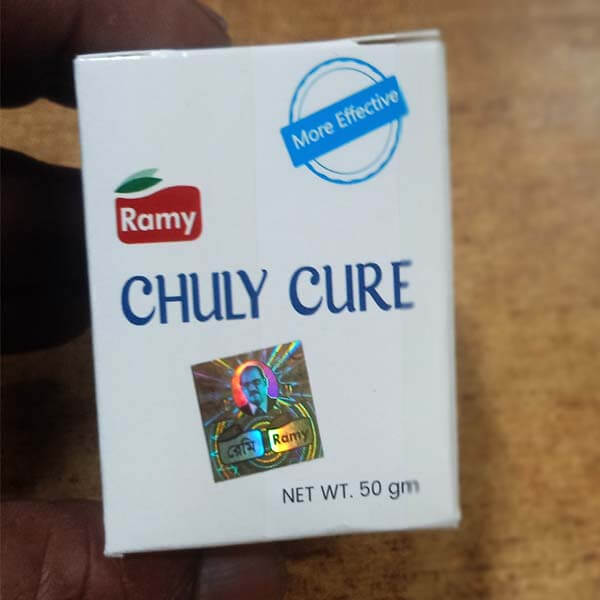 More Effective
Ramy
CHULY CURE
রেমি Ramy
NET WT. 50 gm